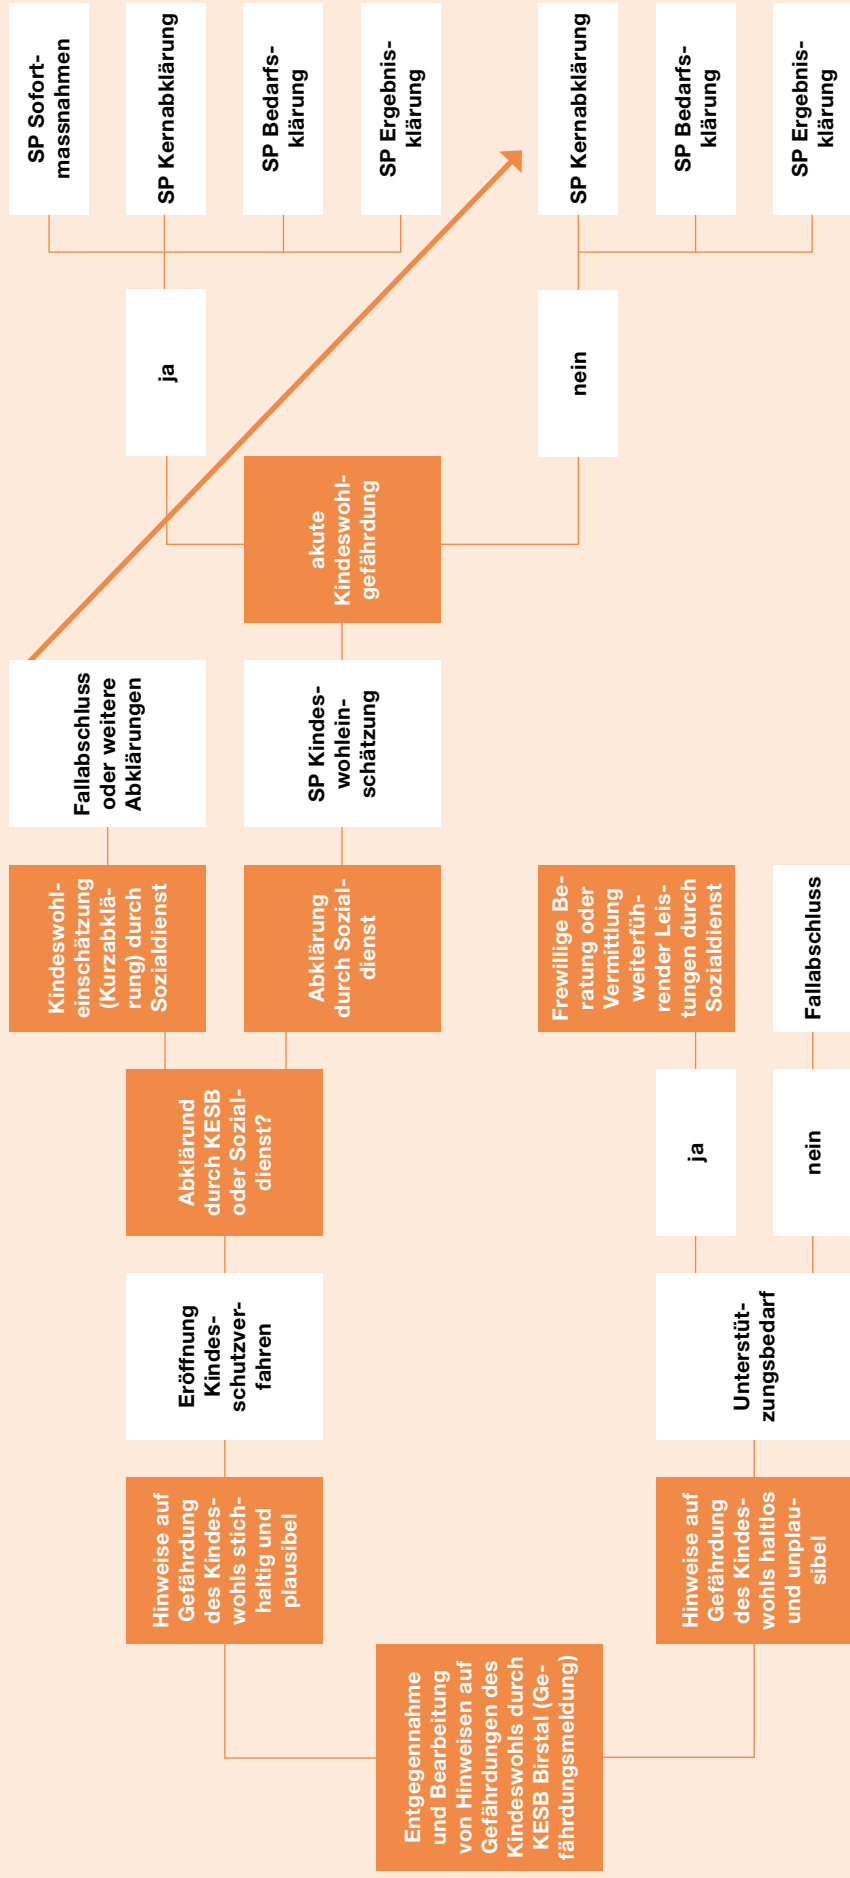 Entgegennahme
und Bearbeitung
von Hinweisen auf
Gefährdungen des
Kindeswohls durch
KESB Birstal (Ge-
fährdungsmeldung)
Hinweise auf
Gefährdung
des Kindes-
wohls stich-
haltig und
plausibel
Eröffnung
Kindes-
schutzver-
fahren
Abklärund
durch KESB
oder Sozial-
dienst?
Kindeswohl-
einschätzung
(Kurzabklä-
rung) durch
Sozialdienst
Fallabschluss
oder weitere
Abklärungen
Abklärung
durch Sozial-
dienst
SP Kindes-
wohlein-
schätzung
akute
Kindeswohl-
gefährdung
ja
SP Sofort-
massnahmen
SP Kernabklärung
SP Bedarfs-
klärung
SP Ergebnis-
klärung
nein
SP Kernabklärung
SP Bedarfs-
klärung
SP Ergebnis-
klärung
Hinweise auf
Gefährdung
des Kindes-
wohls haltlos
und unplau-
sibel
Unterstüt-
zungsbedarf
ja
Frewillige Be-
ratung oder
Vermittlung
weiterfüh-
render Leis-
tungen durch
Sozialdienst
nein
Fallabschluss